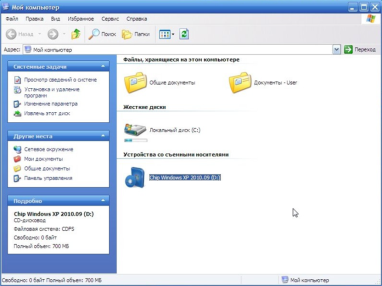 Мой компьютер
Файл Правка Вид Избранное Сервис Справка
Назад Поиск Папки
Адрес: Мой компьютер Переход
Системные задачи
Просмотр сведений о системе
Установка и удаление
программ
Изменение параметра
Извлечь этот диск
Другие места
Сетевое окружение
Мои документы
Общие документы
Панель управления
Подробно
Chip Windows XP 2010.09 (D:)
CD-дисковод
Файловая система: CDFS
Свободно: 0 байт
Полный объем: 700 МБ
Файлы, хранящиеся на этом компьютере
Общие документы
Документы - User
Жесткие диски
Локальный диск (C:)
Устройства со съемными носителями
Chip Windows XP 2010.09 (D:)
Свободно: 0 байт Полный объем: 700 МБ
Мой компьютер